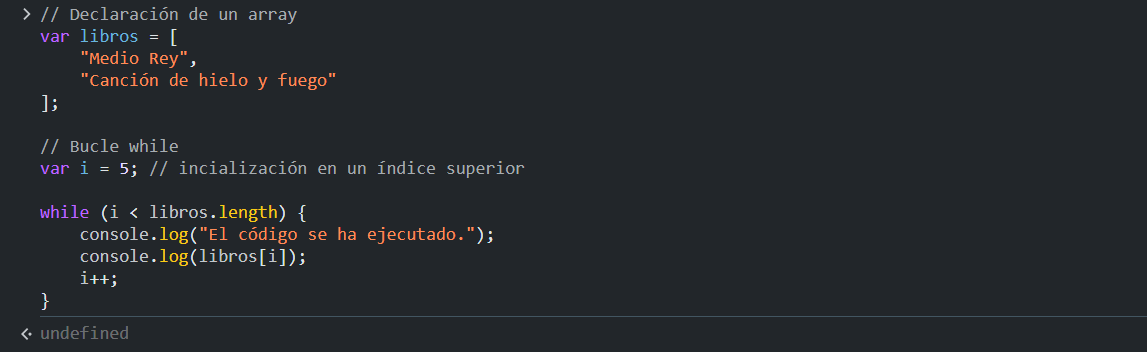 // Declaración de un array
var libros = [
    "Medio Rey",
    "Canción de hielo y fuego"
];
// Bucle while
var i = 5; // incialización en un índice superior
while (i < libros.length) {
    console.log("El código se ha ejecutado.");
    console.log(libros[i]);
    i++;
}
undefined